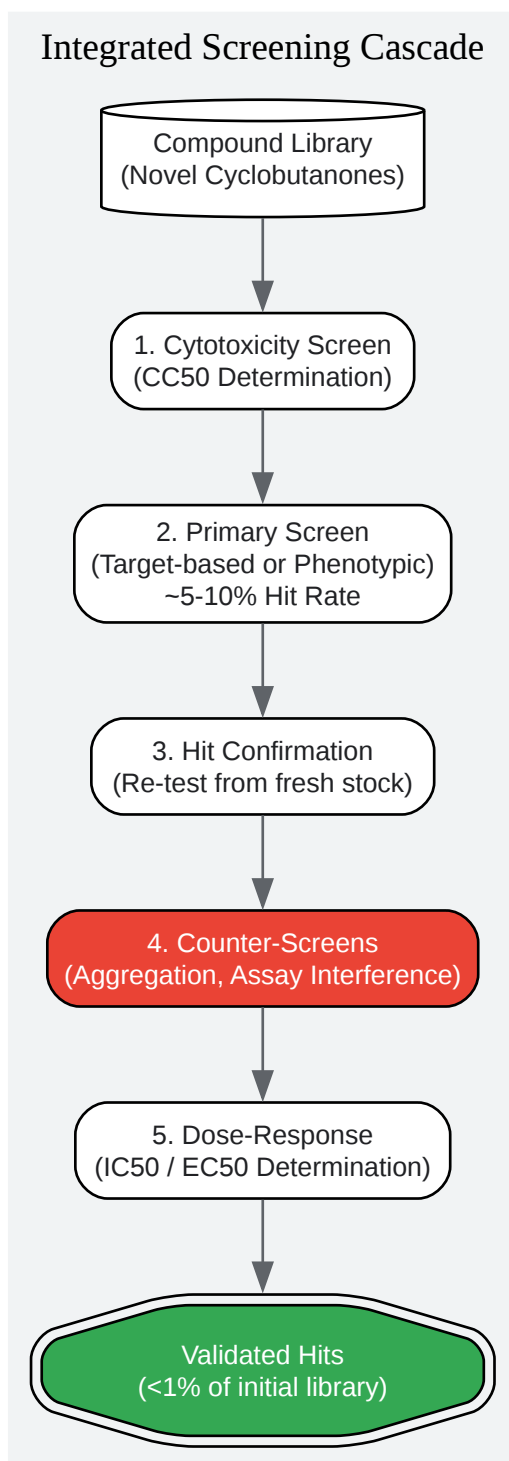 Integrated Screening Cascade
Compound Library
(Novel Cyclobutanones)
1. Cytotoxicity Screen
(CC50 Determination)
2. Primary Screen
(Target-based or Phenotypic)
~5-10% Hit Rate
3. Hit Confirmation
(Re-test from fresh stock)
4. Counter-Screens
(Aggregation, Assay Interference)
5. Dose-Response
(IC50 / EC50 Determination)
Validated Hits
(<1% of initial library)